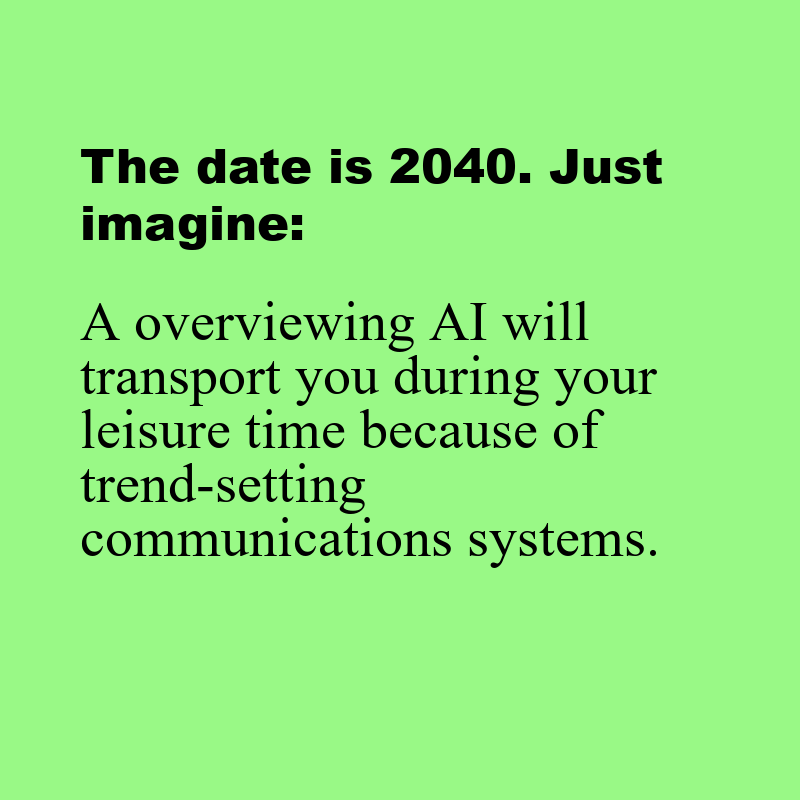 The date is 2040. Just
imagine:
A overviewing AI will
transport you during your
leisure time because of
trend-setting
communications systems.